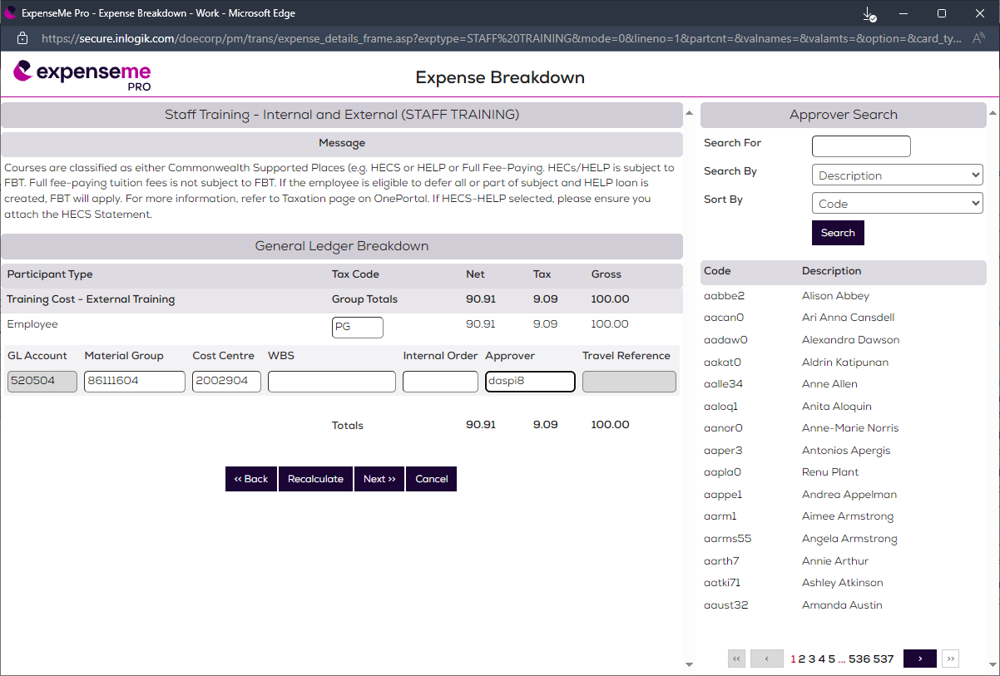 ExpenseMe Pro - Expense Breakdown - Work - Microsoft Edge
https://secure.inlogik.com/doecorp/pm/trans/expense_details_frame.asp?exptype=STAFF%20TRAINING&mode=0&lineno=1&partcnt=&valnames=&valamts=&option=&card_ty...
expenseme
PRO
Expense Breakdown
Staff Training - Internal and External (STAFF TRAINING)
Message
Courses are classified as either Commonwealth Supported Places (e.g. HECS or HELP or Full Fee-Paying. HECs/HELP is subject to
FBT. Full fee-paying tuition fees is not subject to FBT. If the employee is eligible to defer all or part of subject and HELP loan is
created, FBT will apply. For more information, refer to Taxation page on OnePortal. If HECS-HELP selected, please ensure you
attach the HECS Statement.
General Ledger Breakdown
Participant Type Tax Code Net Tax Gross
Training Cost - External Training Group Totals 90.91 9.09 100.00
Employee PG 90.91 9.09 100.00
GL Account Material Group Cost Centre WBS Internal Order Approver Travel Reference
520504 86111604 2002904 daspi8
Totals 90.91 9.09 100.00
<< Back Recalculate Next >> Cancel
Approver Search
Search For
Search By Description
Sort By Code
Search
Code Description
aabbe2 Alison Abbey
aacan0 Ari Anna Cansdell
aadaw0 Alexandra Dawson
aakat0 Aldrin Katipunan
aalle34 Anne Allen
aaloq1 Anita Aloquin
aanor0 Anne-Marie Norris
aaper3 Antonios Apergis
aapla0 Renu Plant
aappe1 Andrea Appelman
aarm1 Aimee Armstrong
aarms55 Angela Armstrong
aarth7 Annie Arthur
aatki71 Ashley Atkinson
aaust32 Amanda Austin
<< < 1 2 3 4 5 ... 536 537 > >>